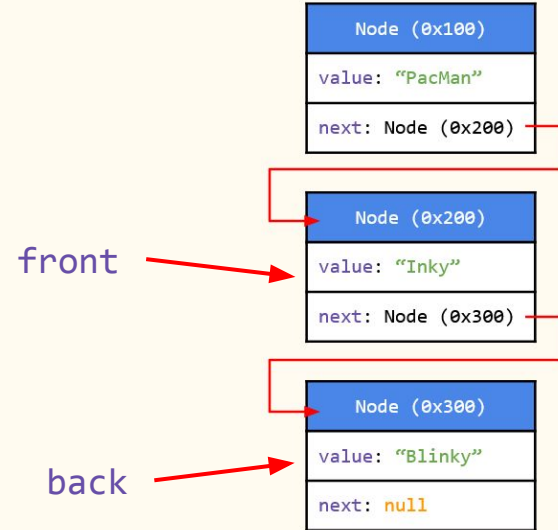 Node (0x100)
value: “PacMan”
next: Node (0x200)
Node (0x200)
front
value: “Inky”
next: Node (0x300)
Node (0x300)
value: “Blinky”
back
next: null